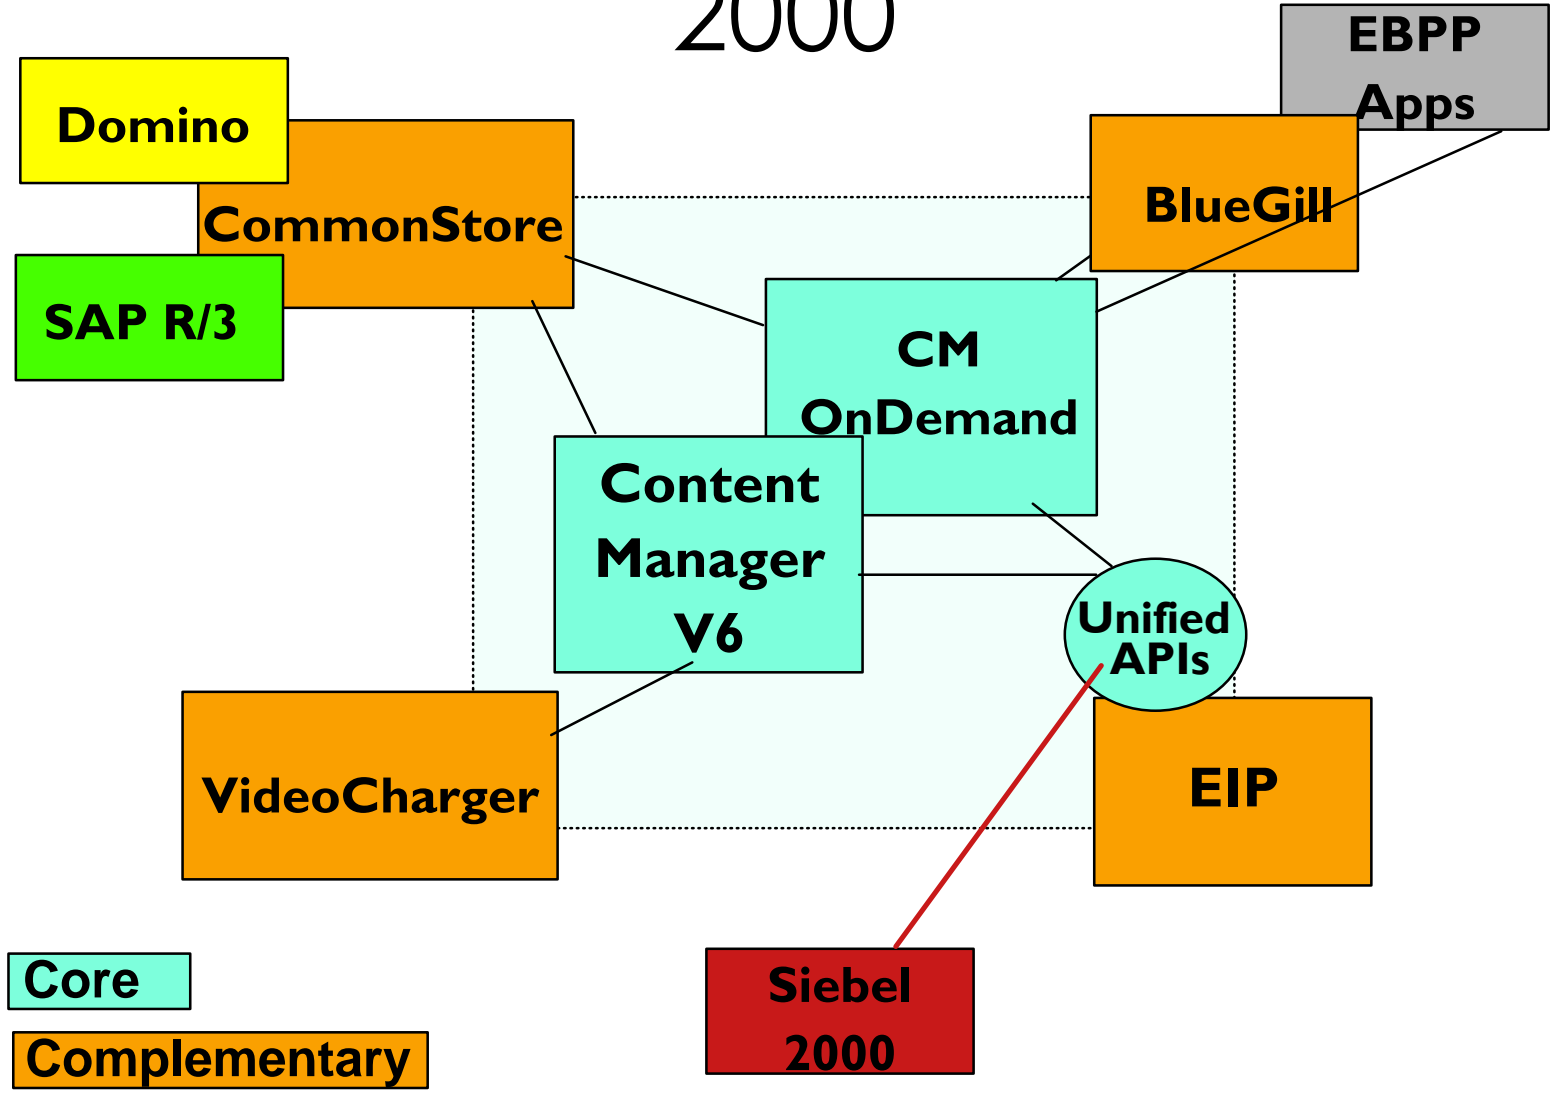 2000
EBPP
Apps
Domino
BlueGill
CommonStore
SAP R/3
CM
OnDemand
Content
Manager
V6
Unified
APIs
VideoCharger
EIP
Core
Siebel
2000
Complementary